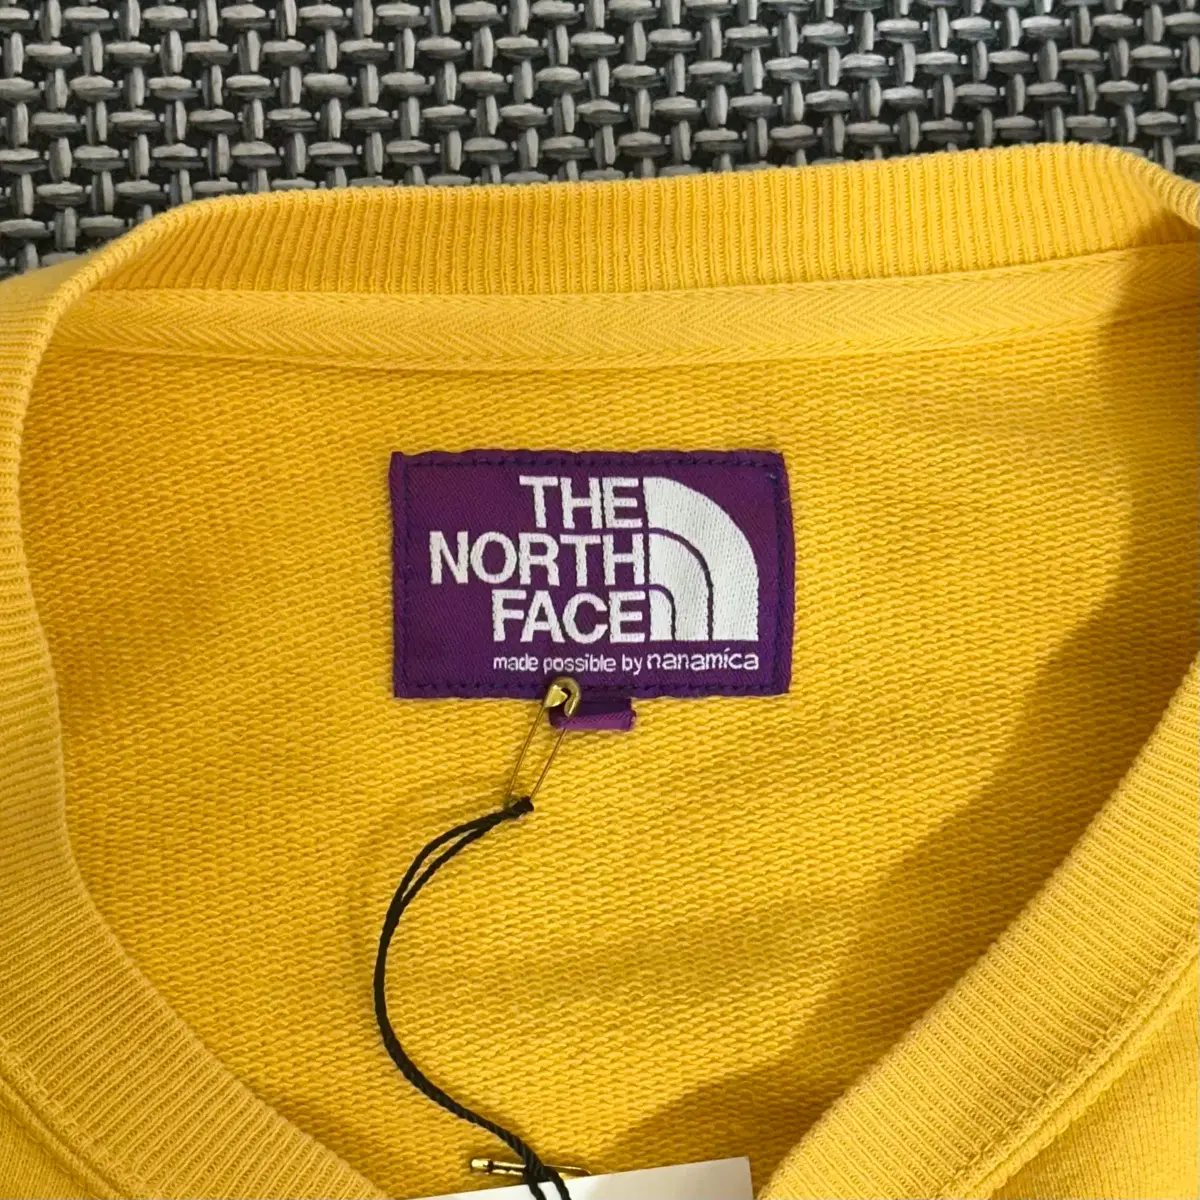 THE
NORTH
FACE
made possible by nanamica